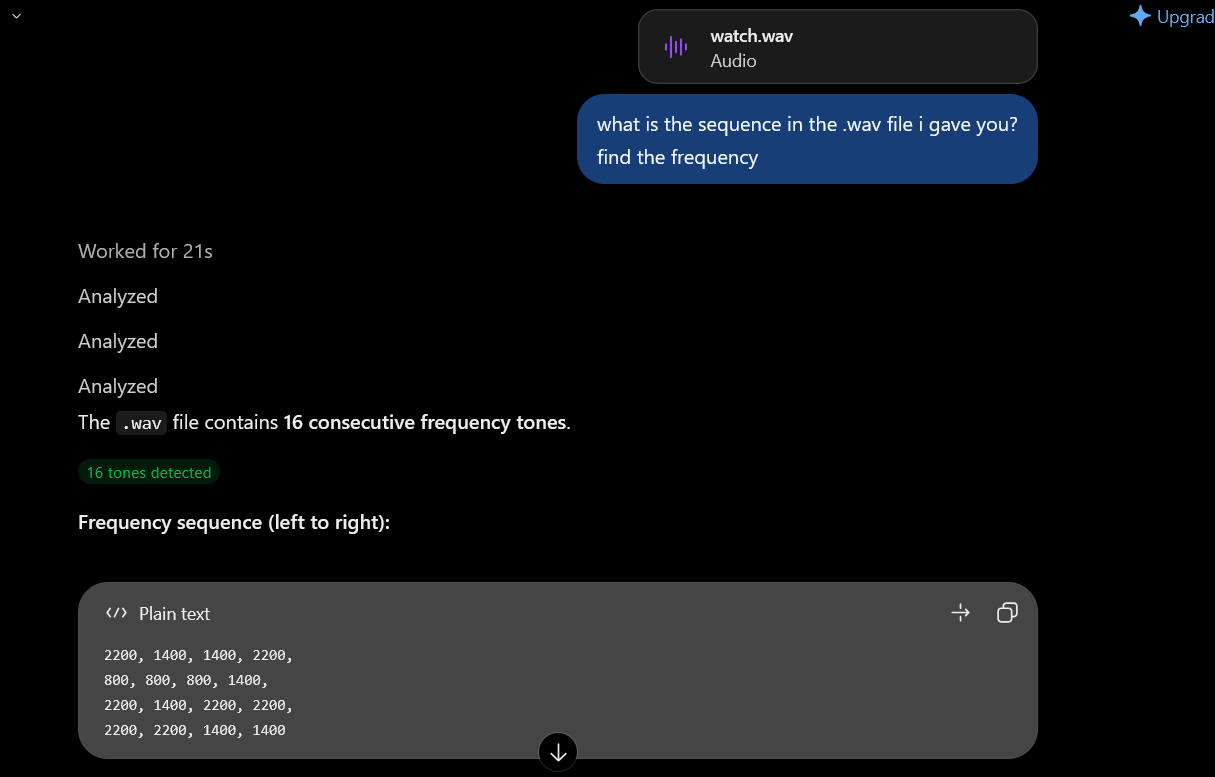 Upgrad
watch.wav
Audio
what is the sequence in the .wav file i gave you?
find the frequency
Worked for 21s
Analyzed
Analyzed
Analyzed
The .wav file contains 16 consecutive frequency tones.
16 tones detected
Frequency sequence (left to right):
Plain text
2200, 1400, 1400, 2200,
800, 800, 800, 1400,
2200, 1400, 2200, 2200,
2200, 2200, 1400, 1400